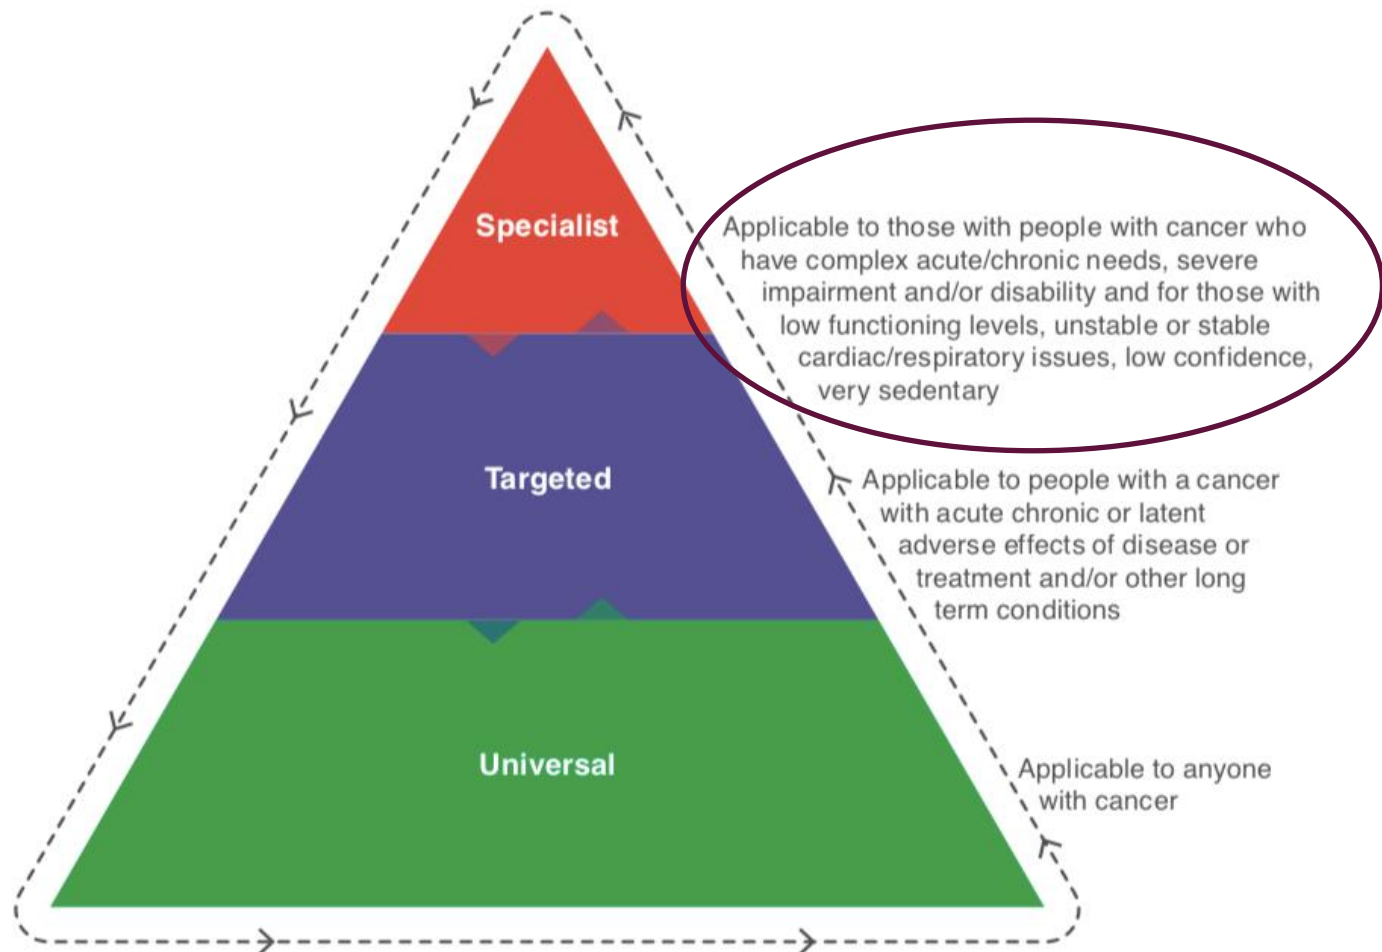 Specialist
Applicable to those with people with cancer who
have complex acute/chronic needs, severe
impairment and/or disability and for those with
low functioning levels, unstable or stable
cardiac/respiratory issues, low confidence,
very sedentary
Targeted
Applicable to people with a cancer
with acute chronic or latent
adverse effects of disease or
treatment and/or other long
term conditions
Universal
Applicable to anyone
with cancer